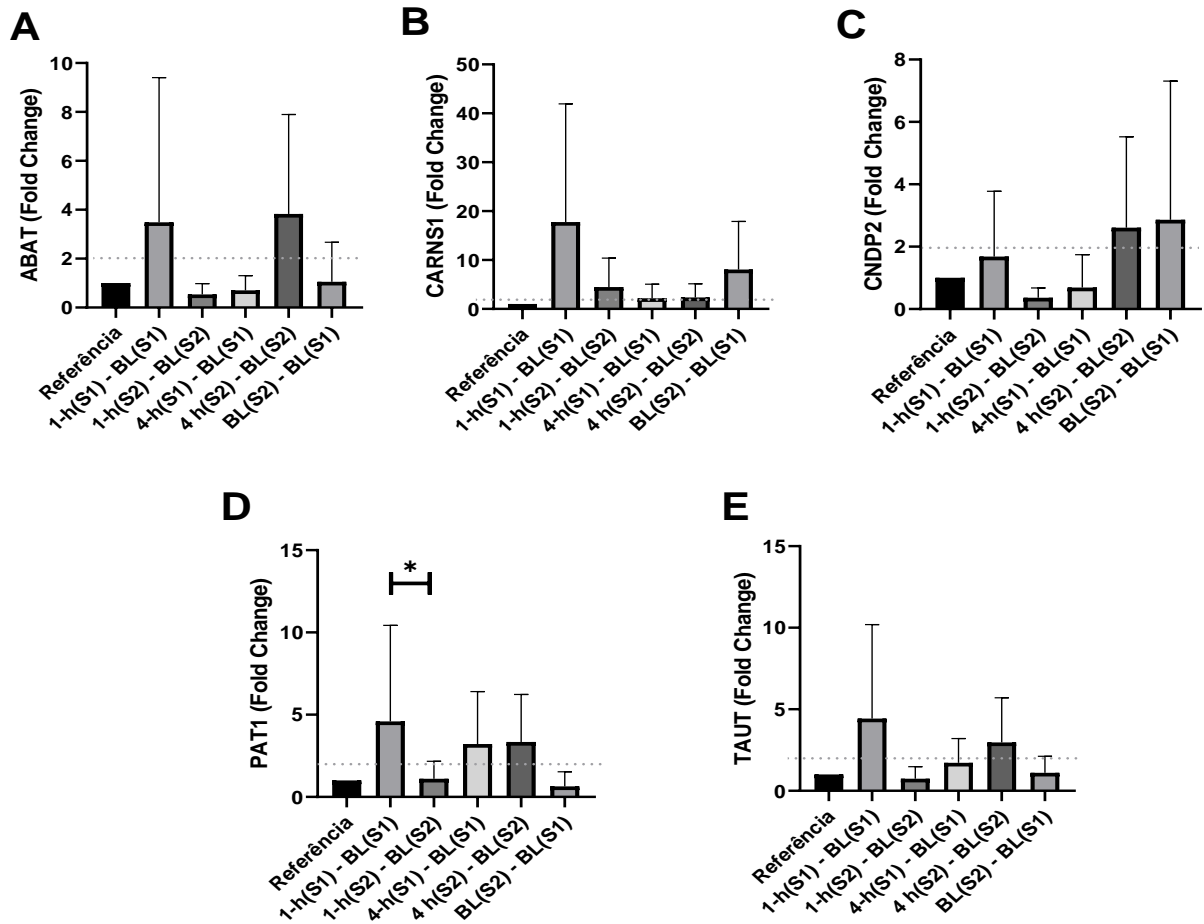 A
ABAT (Fold Change)
10
8
6
4
2
0
Referência
1-h(S1) - BL(S1)
1-h(S2) - BL(S2)
4-h(S1) - BL(S1)
4 h(S2) - BL(S2)
BL(S2) - BL(S1)
B
CARNS1 (Fold Change)
50
40
30
20
10
0
Referência
1-h(S1) - BL(S1)
1-h(S2) - BL(S2)
4-h(S1) - BL(S1)
4 h(S2) - BL(S2)
BL(S2) - BL(S1)
C
CNDP2 (Fold Change)
8
6
4
2
0
Referência
1-h(S1) - BL(S1)
1-h(S2) - BL(S2)
4-h(S1) - BL(S1)
4 h(S2) - BL(S2)
BL(S2) - BL(S1)
D
PAT1 (Fold Change)
15
10
5
0
*
Referência
1-h(S1) - BL(S1)
1-h(S2) - BL(S2)
4-h(S1) - BL(S1)
4 h(S2) - BL(S2)
BL(S2) - BL(S1)
E
TAUT (Fold Change)
15
10
5
0
Referência
1-h(S1) - BL(S1)
1-h(S2) - BL(S2)
4-h(S1) - BL(S1)
4 h(S2) - BL(S2)
BL(S2) - BL(S1)